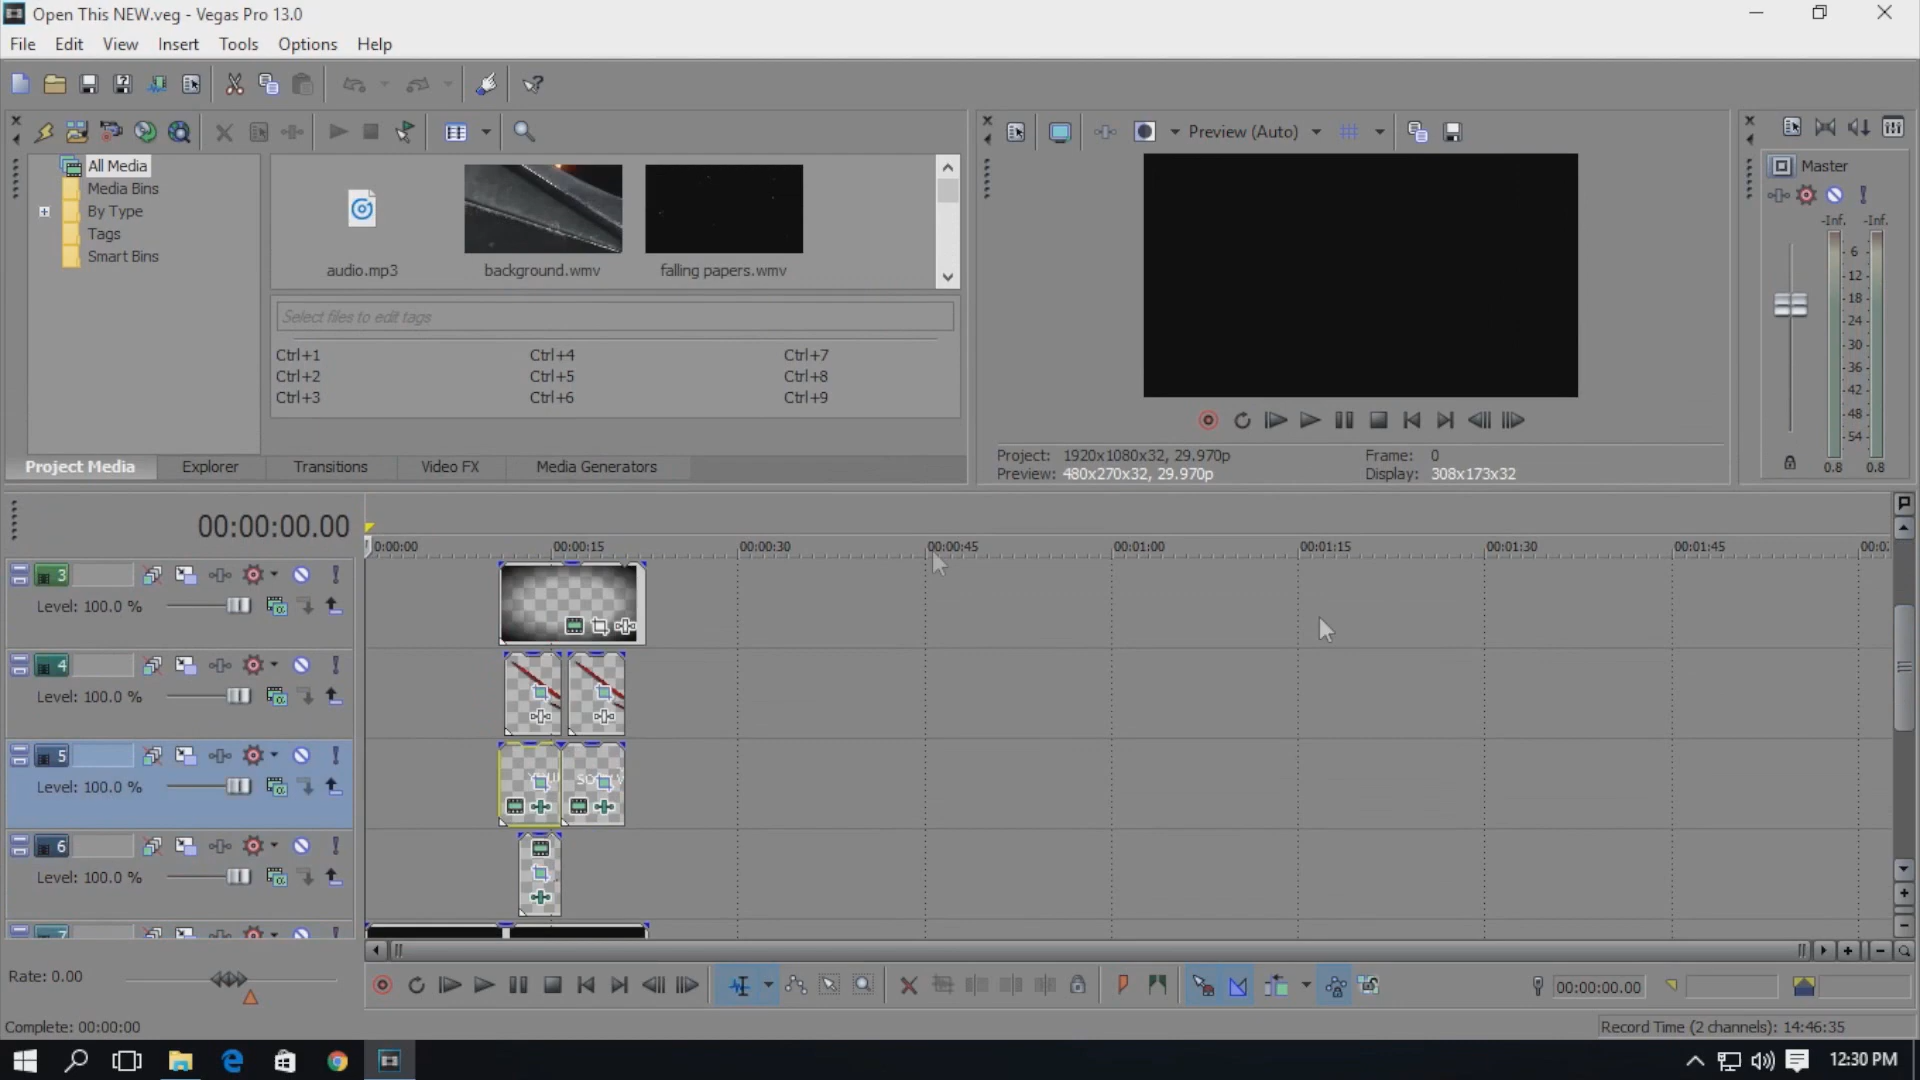 Open This NEW.veg - Vegas Pro 13.0
File Edit View Insert Tools Options Help
Preview (Auto)
Master
All Media
Media Bins
By Type
Tags
Smart Bins
audio.mp3
background.wmv
falling papers.wmv
Select files to edit tags
Ctrl+1 Ctrl+4 Ctrl+7
Ctrl+2 Ctrl+5 Ctrl+8
Ctrl+3 Ctrl+6 Ctrl+9
Project Media Explorer Transitions Video FX Media Generators
Project: 1920x1080x32, 29.970p Frame: 0
Preview: 480x270x32, 29.970p Display: 308x173x32
-Inf. -Inf.
- 6 -
- 12 -
- 18 -
- 24 -
- 30 -
- 36 -
- 42 -
- 48 -
- 54 -
0.8 0.8
00:00:00.00
0:00:00 00:00:15 00:00:30 00:00:45 00:01:00 00:01:15 00:01:30 00:01:45 00:0
3
Level: 100.0 %
4
Level: 100.0 %
5
Level: 100.0 %
6
Level: 100.0 %
7
Rate: 0.00
00:00:00.00
Complete: 00:00:00
Record Time (2 channels): 14:46:35
12:30 PM